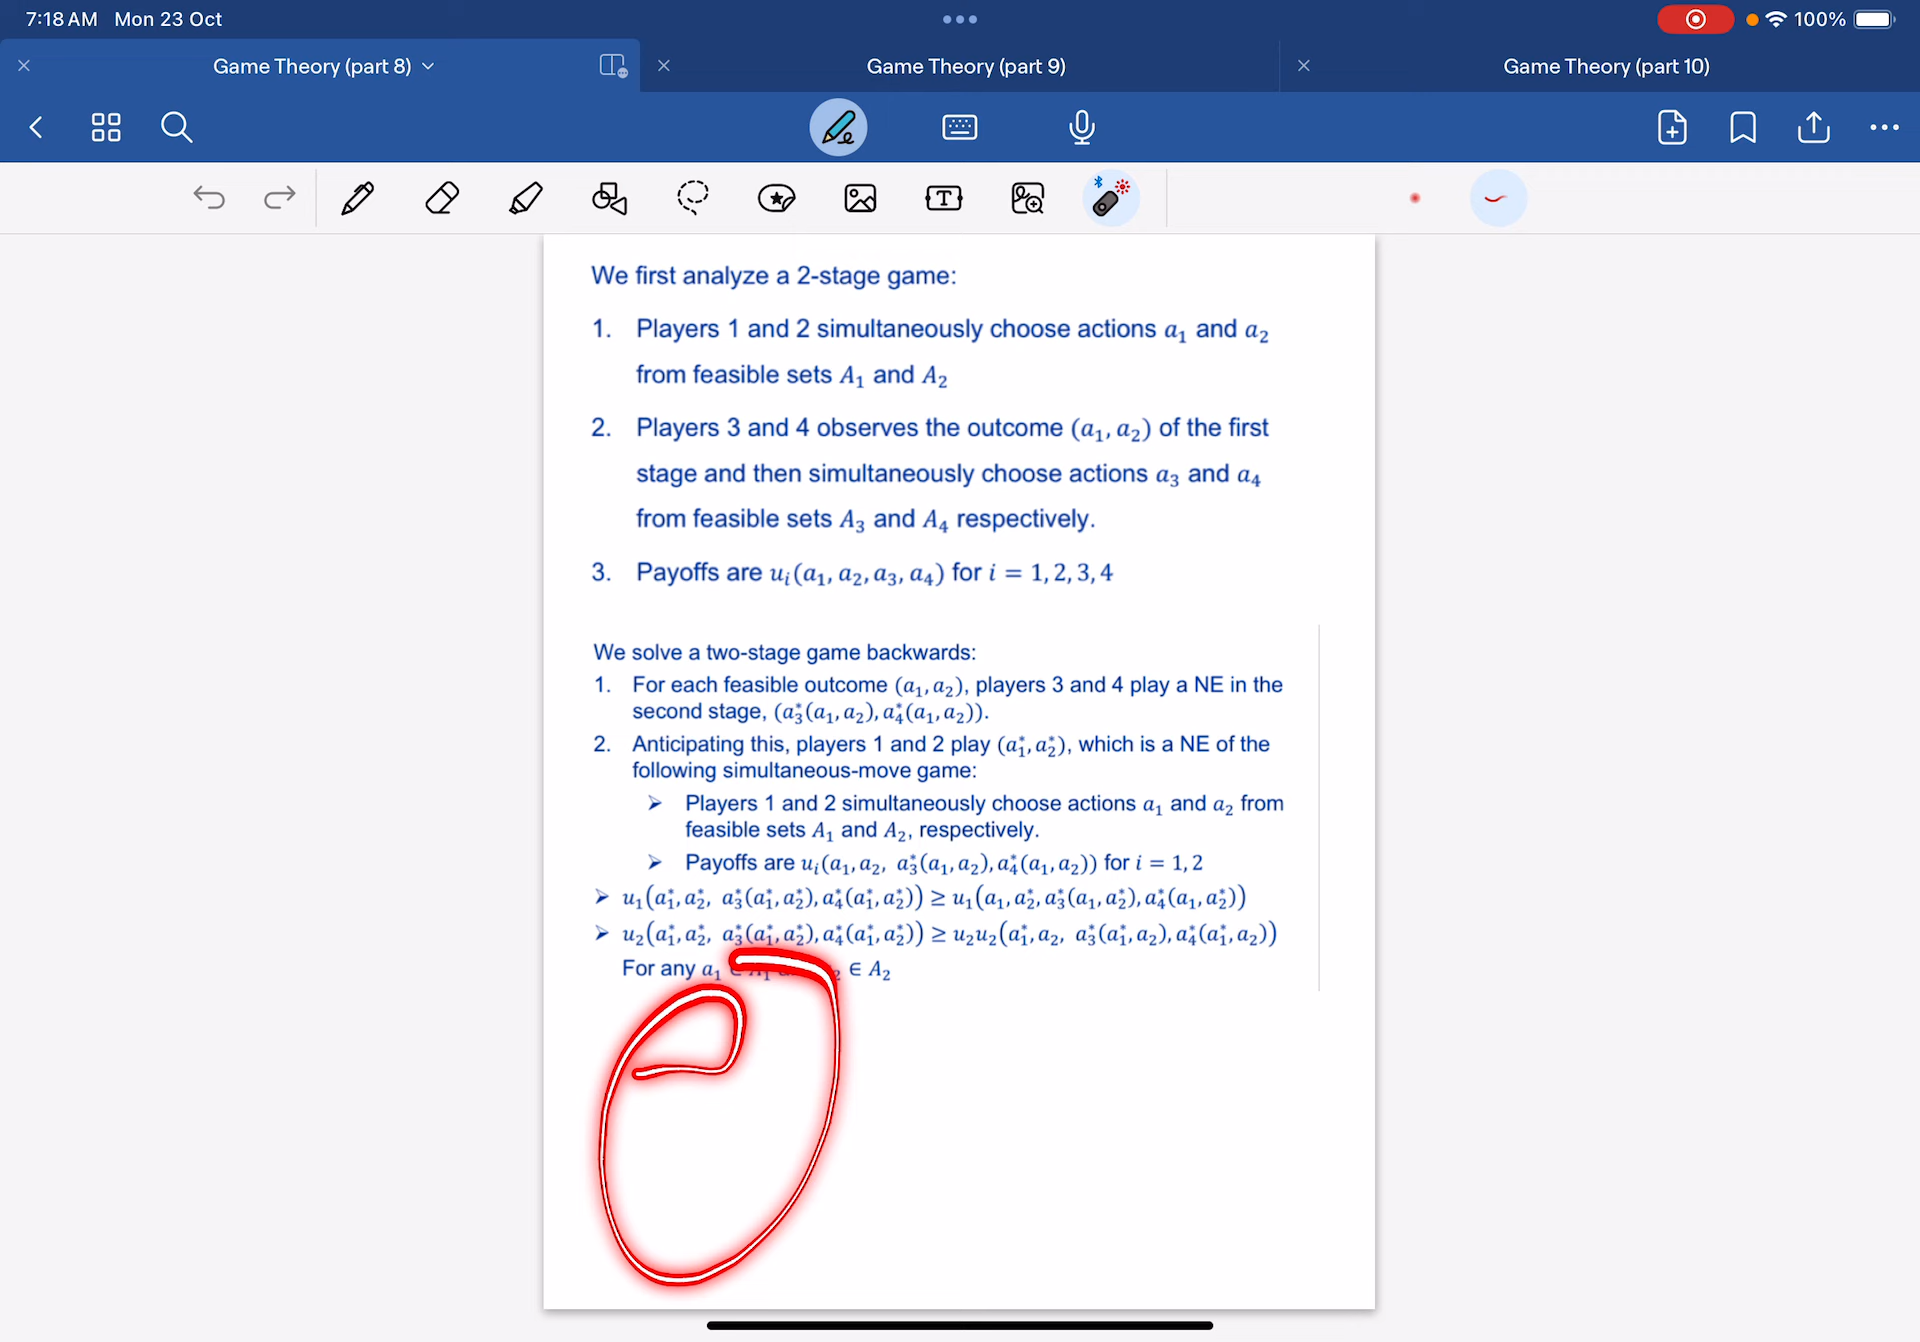 7:18 AM Mon 23 Oct
100%
Game Theory (part 8)
Game Theory (part 9)
Game Theory (part 10)
We first analyze a 2-stage game:
1. Players 1 and 2 simultaneously choose actions a₁ and a₂
from feasible sets A₁ and A₂
2. Players 3 and 4 observes the outcome (a₁, a₂) of the first
stage and then simultaneously choose actions a₃ and a₄
from feasible sets A₃ and A₄ respectively.
3. Payoffs are uᵢ(a₁, a₂, a₃, a₄) for i = 1, 2, 3, 4
We solve a two-stage game backwards:
1. For each feasible outcome (a₁, a₂), players 3 and 4 play a NE in the
second stage, (a₃*(a₁, a₂), a₄*(a₁, a₂)).
2. Anticipating this, players 1 and 2 play (a₁*, a₂*), which is a NE of the
following simultaneous-move game:
➢ Players 1 and 2 simultaneously choose actions a₁ and a₂ from
feasible sets A₁ and A₂, respectively.
➢ Payoffs are uᵢ(a₁, a₂, a₃*(a₁, a₂), a₄*(a₁, a₂)) for i = 1, 2
➢ u₁(a₁*, a₂*, a₃*(a₁*, a₂*), a₄*(a₁*, a₂*)) ≥ u₁(a₁, a₂*, a₃*(a₁, a₂*), a₄*(a₁, a₂*))
➢ u₂(a₁*, a₂*, a₃*(a₁*, a₂*), a₄*(a₁*, a₂*)) ≥ u₂u₂(a₁*, a₂, a₃*(a₁*, a₂), a₄*(a₁*, a₂))
For any a₁ ∈ A₁ ∈ A₂